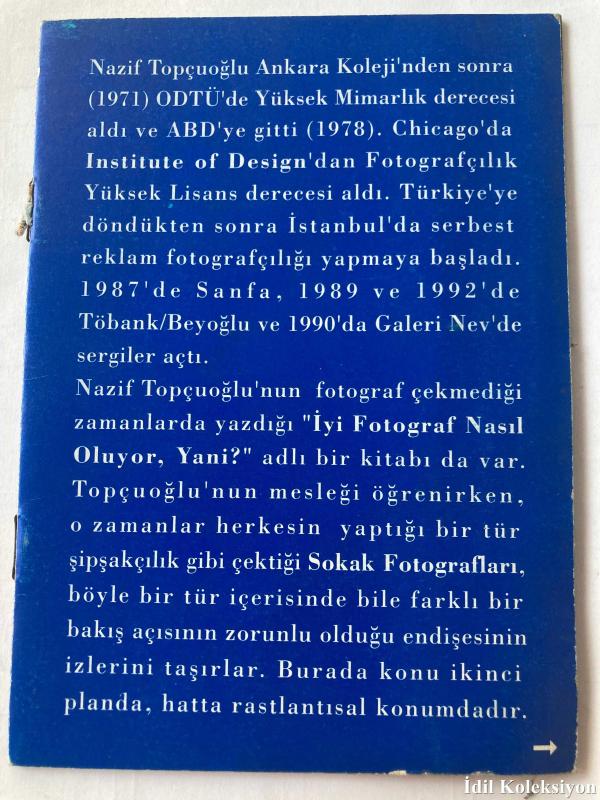 Nazif Topçuoğlu Ankara Koleji'nden sonra
(1971) ODTÜ'de Yüksek Mimarlık derecesi
aldı ve ABD'ye gitti (1978). Chicago'da
Institute of Design'dan Fotografçılık
Yüksek Lisans derecesi aldı. Türkiye'ye
döndükten sonra İstanbul'da serbest
reklam fotografçılığı yapmaya başladı.
1987'de Sanfa, 1989 ve 1992'de
Töbank/Beyoğlu ve 1990'da Galeri Nev'de
sergiler açtı.
Nazif Topçuoğlu'nun fotograf çekmediği
zamanlarda yazdığı "İyi Fotograf Nasıl
Oluyor, Yani?" adlı bir kitabı da var.
Topçuoğlu'nun mesleği öğrenirken,
o zamanlar herkesin yaptığı bir tür
şipşakçılık gibi çektiği Sokak Fotografları,
böyle bir tür içerisinde bile farklı bir
bakış açısının zorunlu olduğu endişesinin
izlerini taşırlar. Burada konu ikinci
planda, hatta rastlantısal konumdadır.
→
İdil Koleksiyon